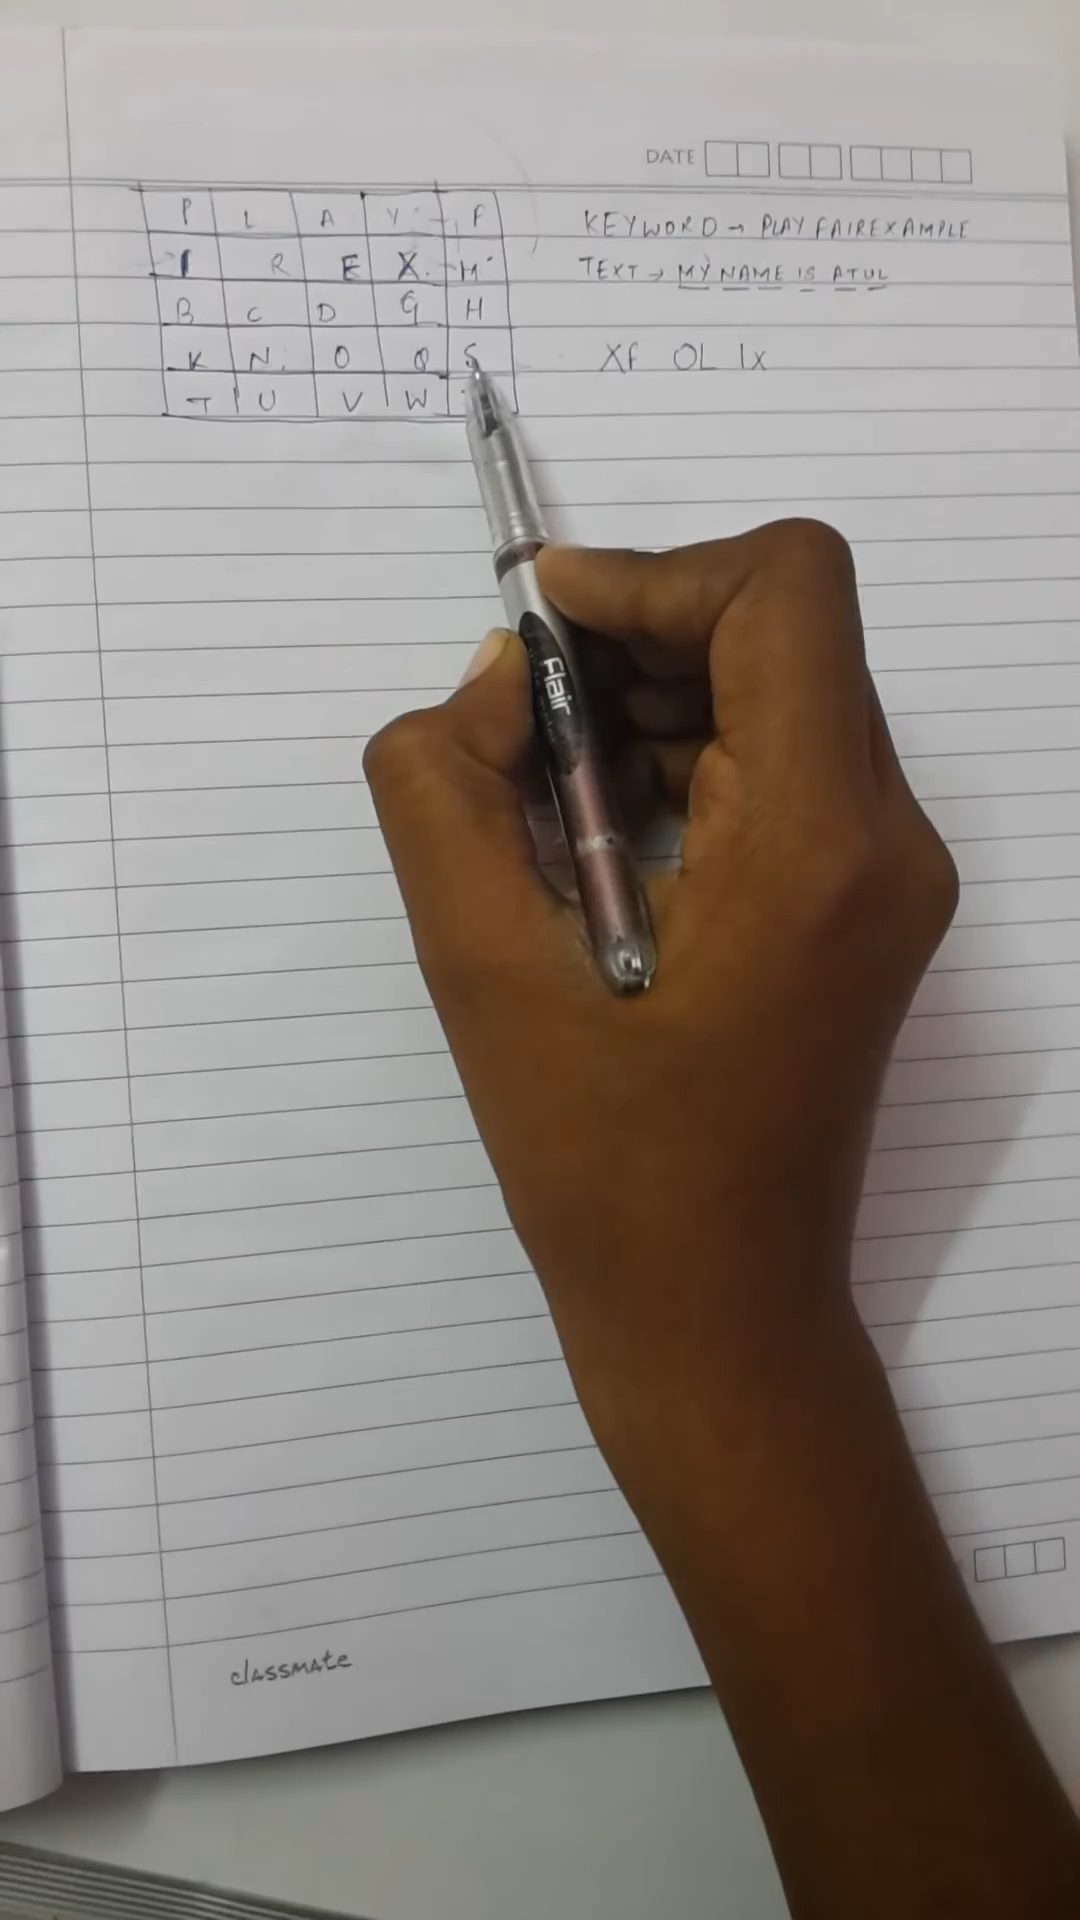 DATE
P L A Y F
I R E X M
B C D G H
K N O Q S
T U V W
KEYWORD → PLAYFAIREXAMPLE
TEXT → MY NAME IS ATUL
XF OL IX
Flair
classmate